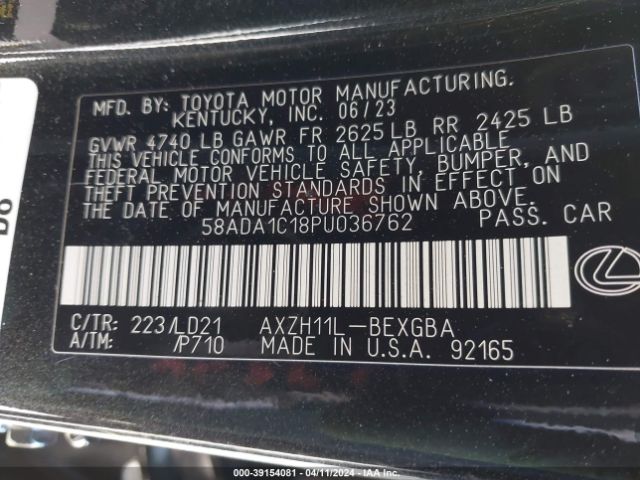 MFD. BY: TOYOTA MOTOR MANUFACTURING.
KENTUCKY, INC. 06/23
GVWR 4740 LB GAWR FR 2625 LB RR 2425 LB
THIS VEHICLE CONFORMS TO ALL APPLICABLE
FEDERAL MOTOR VEHICLE SAFETY, BUMPER, AND
THEFT PREVENTION STANDARDS IN EFFECT ON
THE DATE OF MANUFACTURE SHOWN ABOVE.
58ADA1C18PU036762 PASS. CAR
C/TR: 223/LD21 AXZH11L-BEXGBA
A/TM: /P710 MADE IN U.S.A. 92165
DO
000-39154081 - 04/11/2024 - IAA Inc.